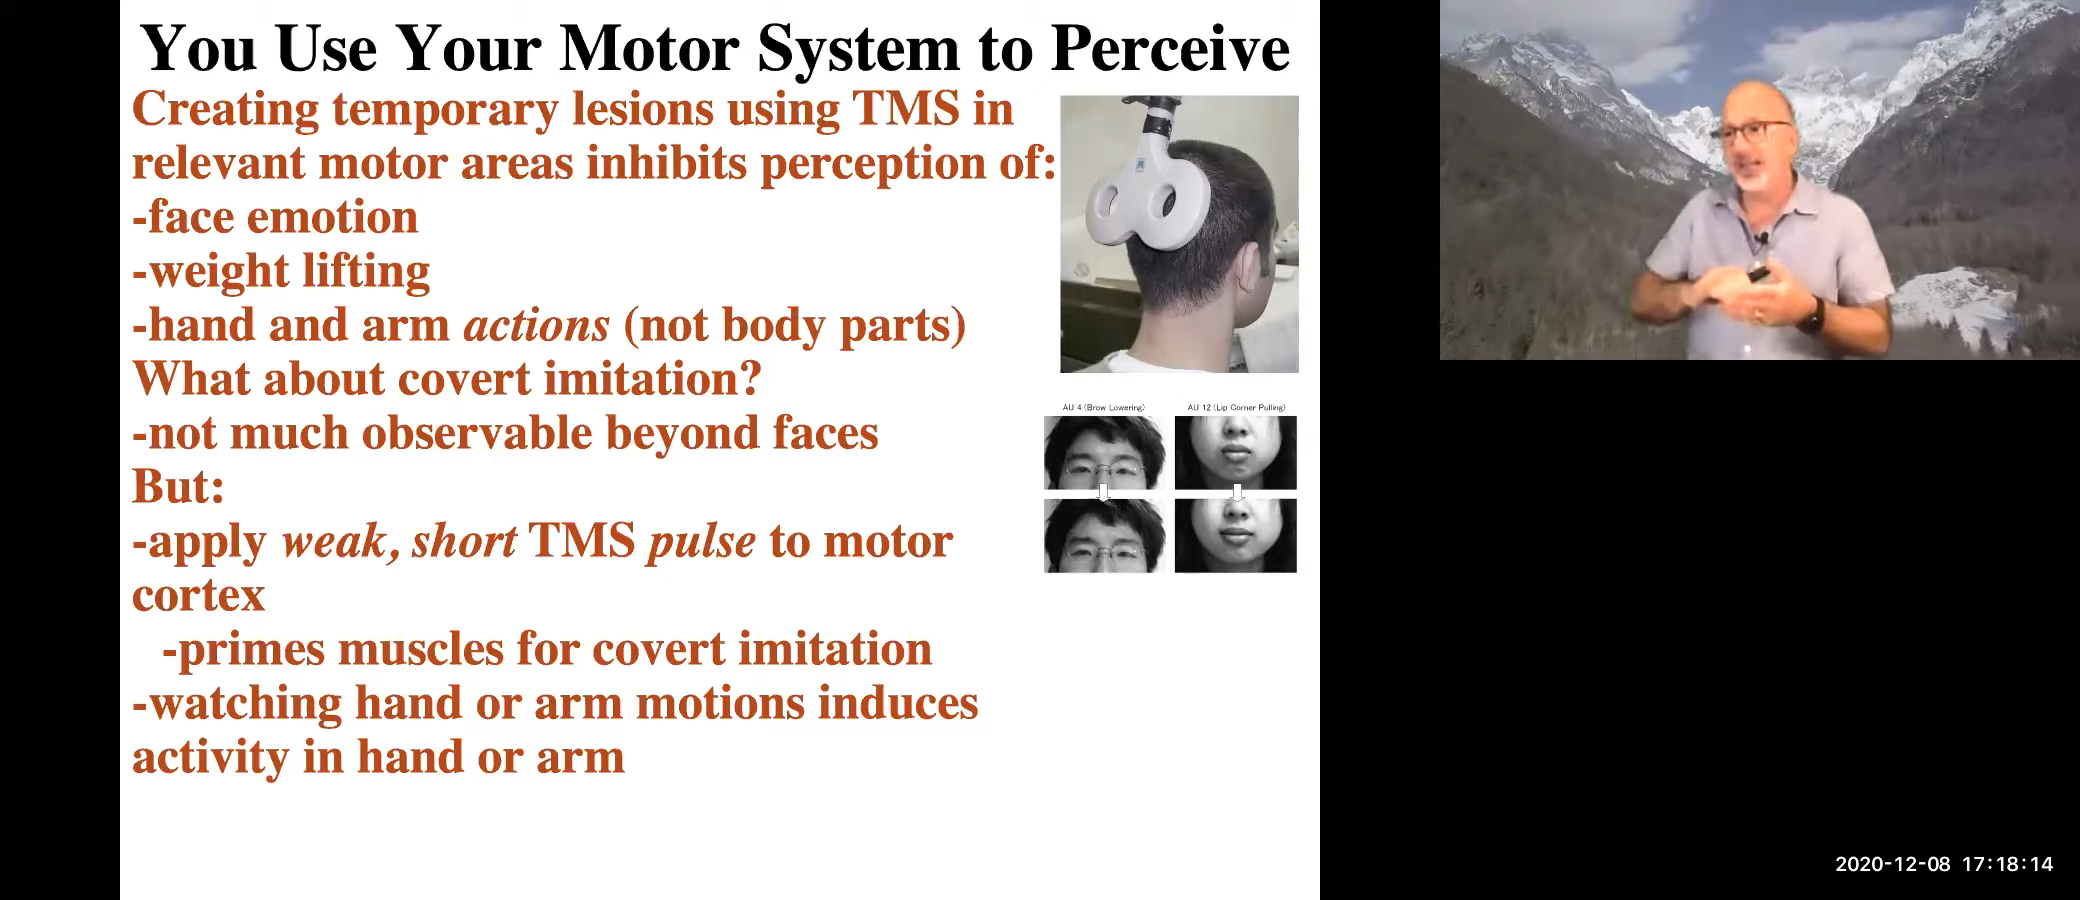 You Use Your Motor System to Perceive
Creating temporary lesions using TMS in
relevant motor areas inhibits perception of:
-face emotion
-weight lifting
-hand and arm actions (not body parts)
What about covert imitation?
-not much observable beyond faces
But:
-apply weak, short TMS pulse to motor
cortex
-primes muscles for covert imitation
-watching hand or arm motions induces
activity in hand or arm
AU 4 (Brow Lowering)
AU 12 (Lip Corner Pulling)
2020-12-08 17:18:14